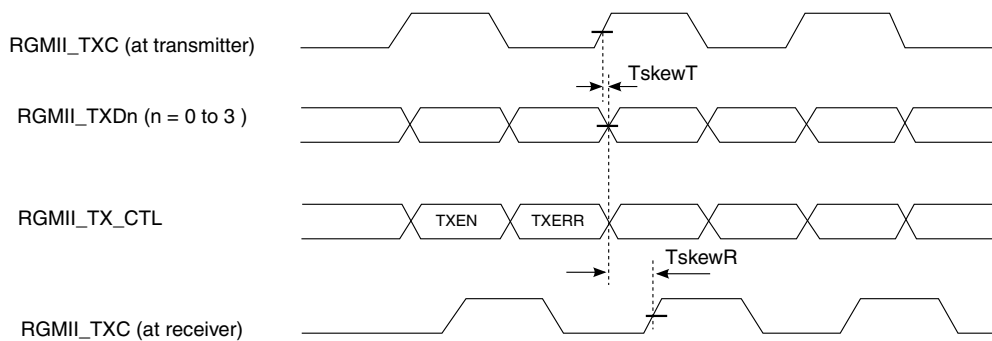 RGMII_TXC (at transmitter)
TskewT
RGMII_TXDn (n = 0 to 3 )
RGMII_TX_CTL
TXEN
TXERR
TskewR
RGMII_TXC (at receiver)